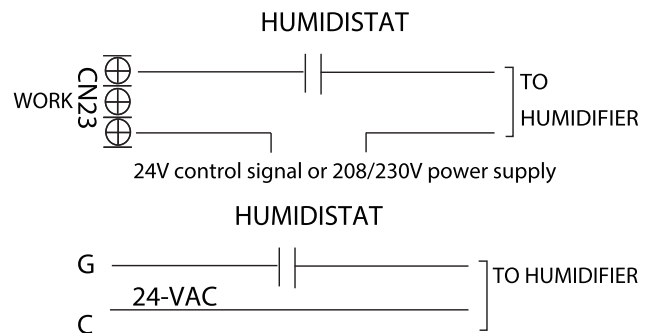 HUMIDISTAT
WORK CN23
TO
HUMIDIFIER
24V control signal or 208/230V power supply
HUMIDISTAT
G
TO HUMIDIFIER
24-VAC
C